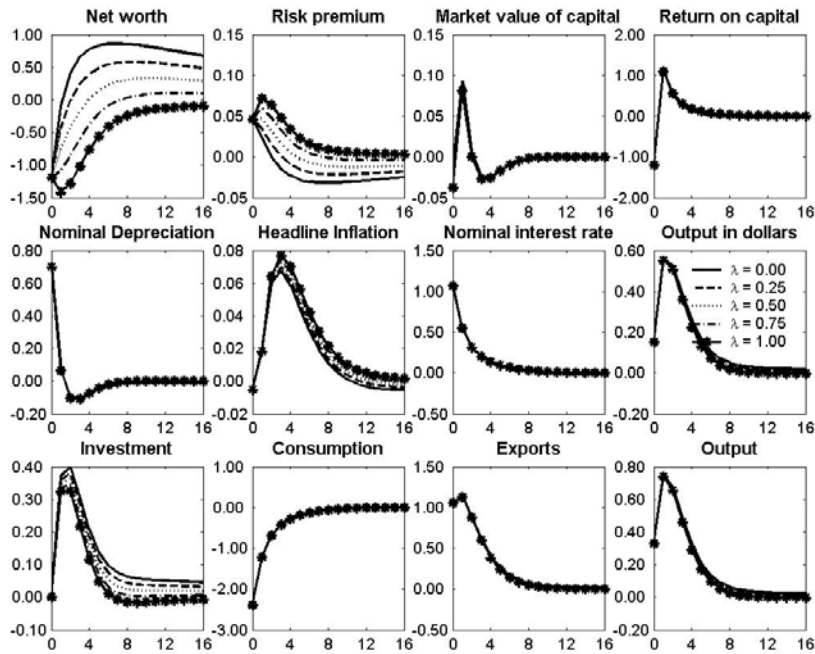 Net worth
1.00
0.50
0.00
-0.50
-1.00
-1.50
0 4 8 12 16
Risk premium
0.15
0.10
0.05
0.00
0.05
0 4 8 12 16
Market value of capital
0.15
0.10
0.05
0.00
0.05
0 4 8 12 16
Return on capital
2.00
1.00
0.00
-1.00
-2.00
0 4 8 12 16
Nominal Depreciation
0.80
0.60
0.40
0.20
0.00
-0.20
0 4 8 12 16
Headline Inflation
0.08
0.06
0.04
0.02
0.00
0.02
0 4 8 12 16
Nominal interest rate
1.50
1.00
0.50
0.00
-0.50
0 4 8 12 16
Output in dollars
0.60
0.40
0.20
0.00
-0.20
λ = 0.00
λ = 0.25
λ = 0.50
λ = 0.75
λ = 1.00
0 4 8 12 16
Investment
0.40
0.30
0.20
0.10
0.00
0.10
0 4 8 12 16
Consumption
1.00
0.00
-1.00
-2.00
-3.00
0 4 8 12 16
Exports
1.50
1.00
0.50
0.00
-0.50
0 4 8 12 16
Output
0.80
0.60
0.40
0.20
0.00
-0.20
0 4 8 12 16